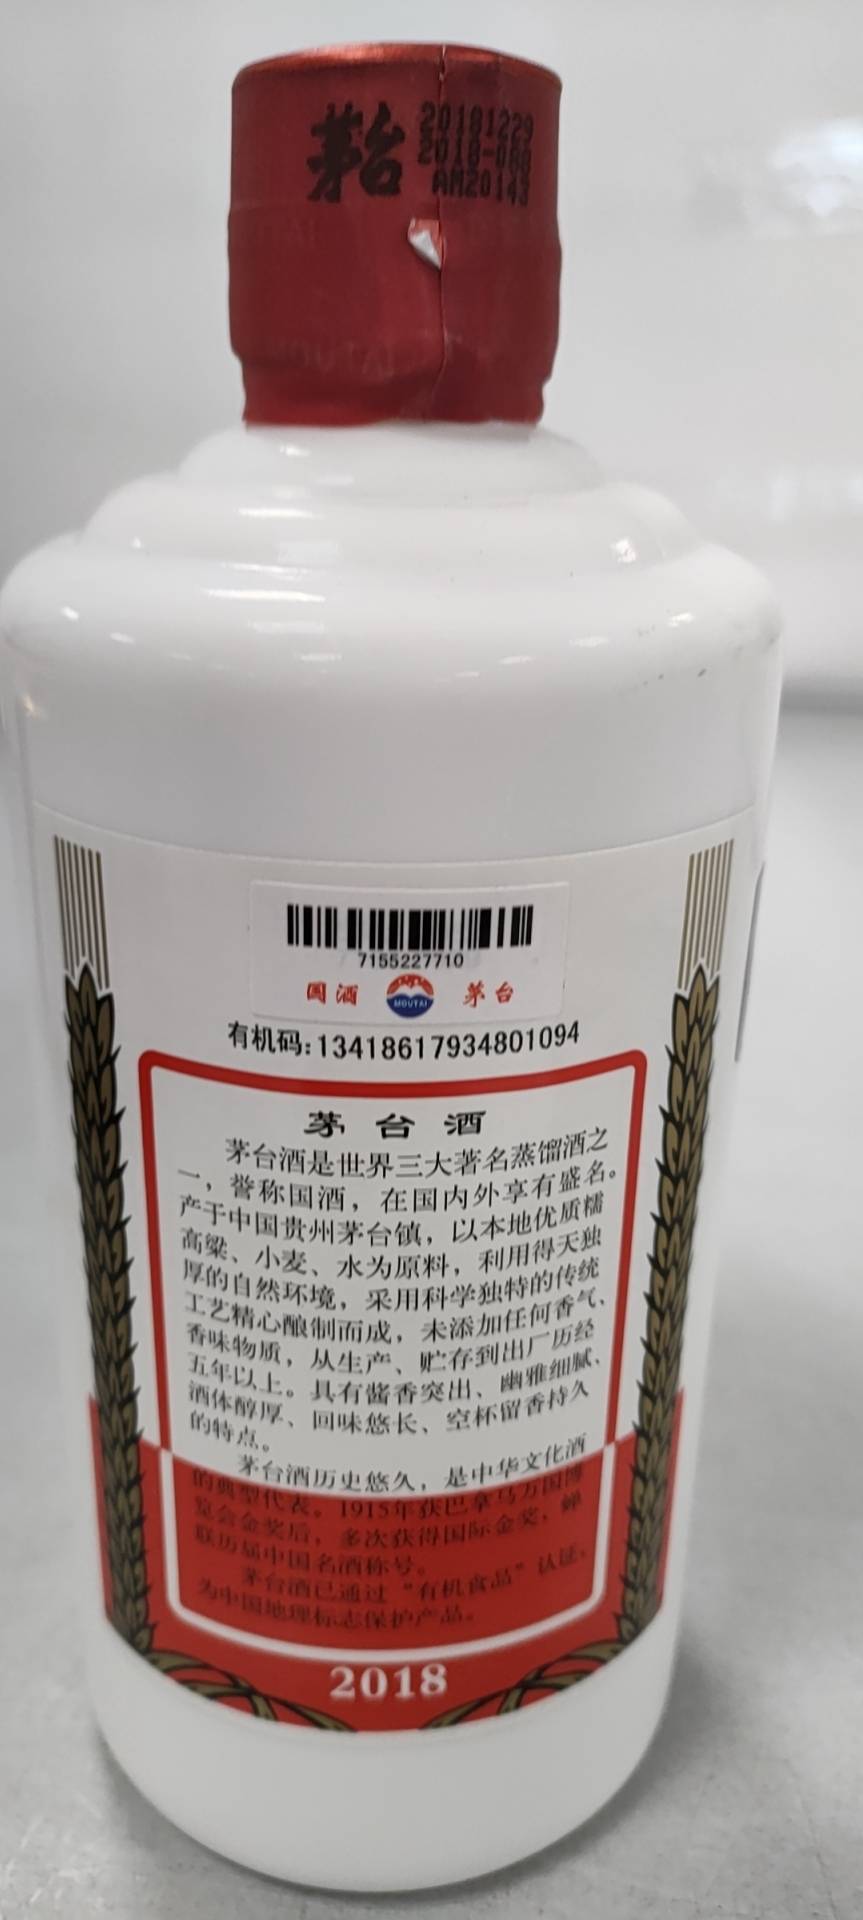 茅台
20181229
2018-088
AM20143
7155227710
国酒 MOUTAI 茅台
有机码:13418617934801094
茅台酒
茅台酒是世界三大著名蒸馏酒之
一，誉称国酒，在国内外享有盛名。
产于中国贵州茅台镇，以本地优质糯
高粱、小麦、水为原料，利用得天独
厚的自然环境，采用科学独特的传统
工艺精心酿制而成，未添加任何香气、
香味物质，从生产、贮存到出厂历经
五年以上。具有酱香突出、幽雅细腻、
酒体醇厚、回味悠长、空杯留香持久
的特点。
茅台酒历史悠久，是中华文化酒
的典型代表。1915年获巴拿马万国博
览会金奖后，多次获得国际金奖，蝉
联历届中国名酒称号。
茅台酒已通过“有机食品”认证，
为中国地理标志保护产品。
2018